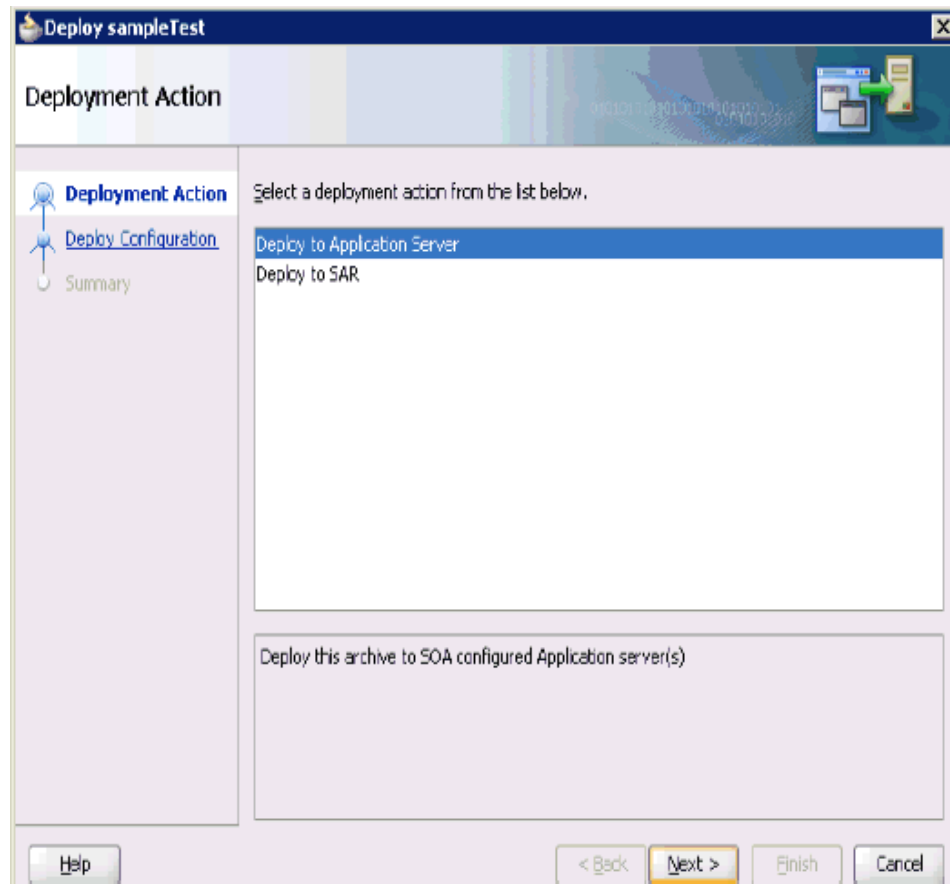 Deploy sampleTest
Deployment Action
Deployment Action
Deploy Configuration
Summary
Select a deployment action from the list below.
Deploy to Application Server
Deploy to SAR
Deploy this archive to SOA configured Application server(s)
Help
< Back
Next >
Finish
Cancel